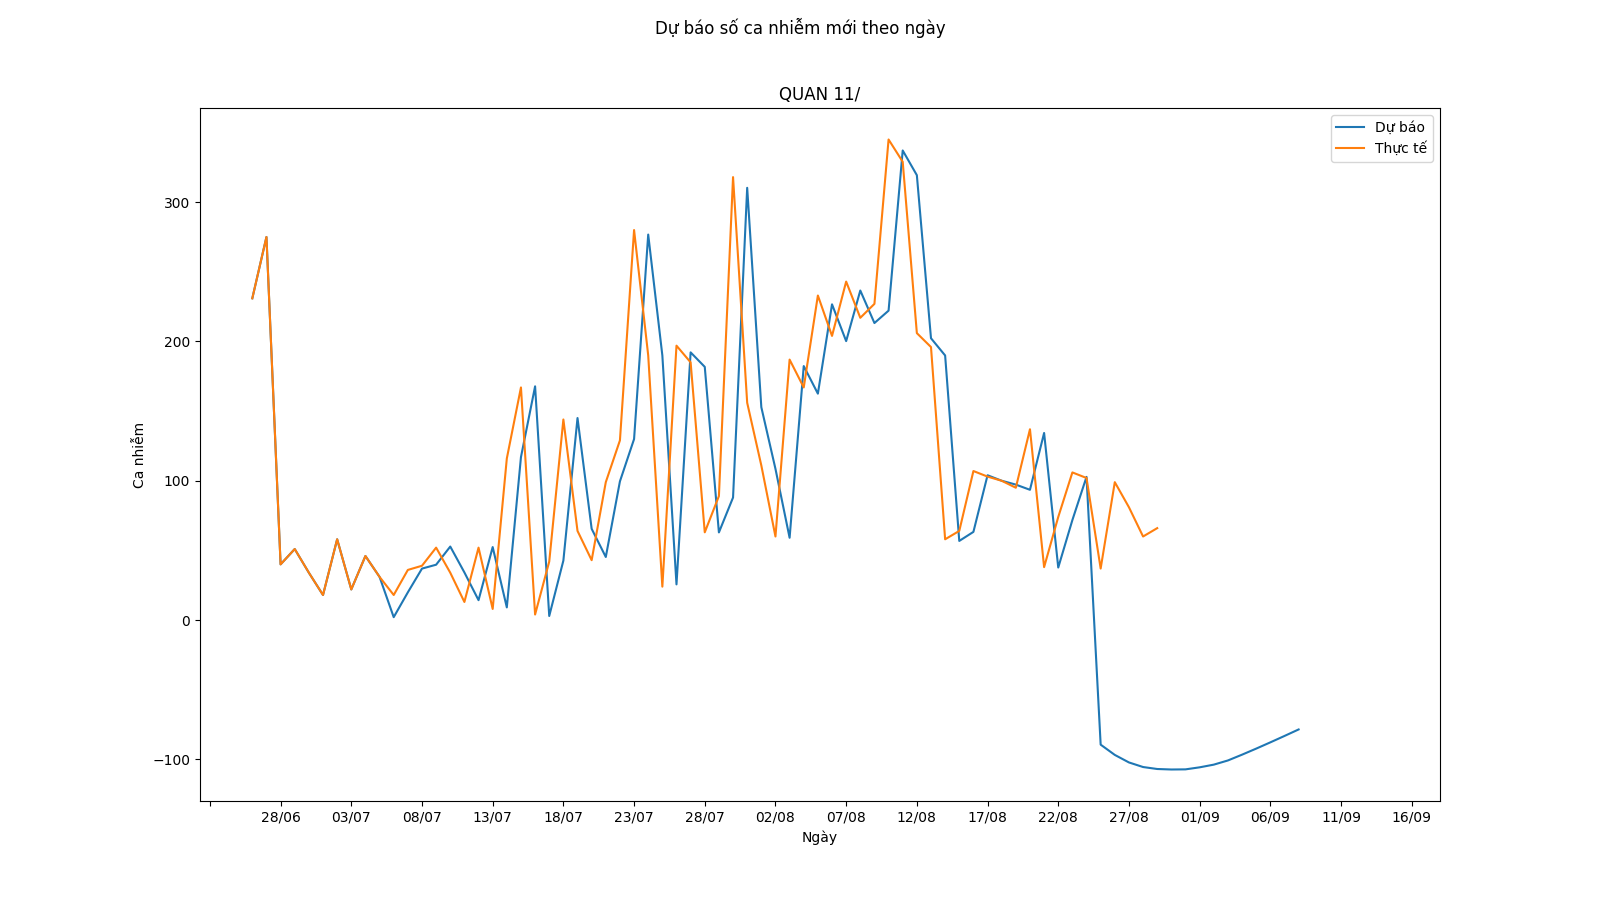 Dự báo số ca nhiễm mới theo ngày
QUAN 11/
Dự báo
Thực tế
300
200
100
0
−100
Ca nhiễm
28/06 03/07 08/07 13/07 18/07 23/07 28/07 02/08 07/08 12/08 17/08 22/08 27/08 01/09 06/09 11/09 16/09
Ngày